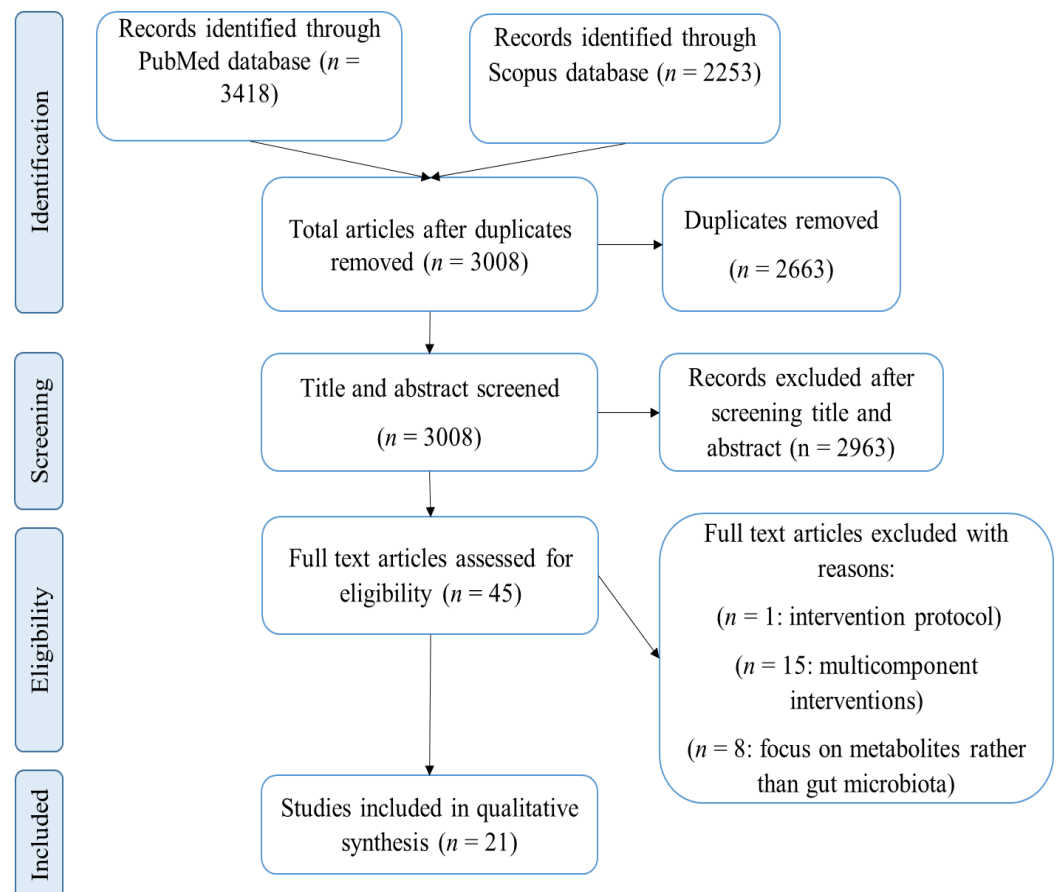 Identification
Records identified through
PubMed database (n =
3418)
Records identified through
Scopus database (n = 2253)
Total articles after duplicates
removed (n = 3008)
Duplicates removed
(n = 2663)
Screening
Title and abstract screened
(n = 3008)
Records excluded after
screening title and
abstract (n = 2963)
Eligibility
Full text articles assessed for
eligibility (n = 45)
Full text articles excluded with
reasons:
(n = 1: intervention protocol)
(n = 15: multicomponent
interventions)
(n = 8: focus on metabolites rather
than gut microbiota)
Included
Studies included in qualitative
synthesis (n = 21)